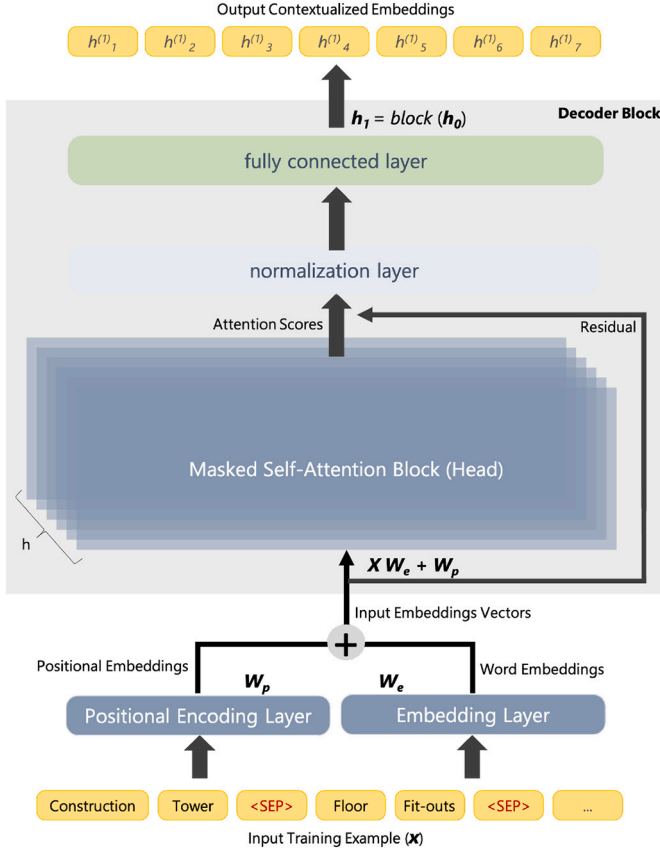 Output Contextualized Embeddings
h⁽¹⁾₁ h⁽¹⁾₂ h⁽¹⁾₃ h⁽¹⁾₄ h⁽¹⁾₅ h⁽¹⁾₆ h⁽¹⁾₇
h₁ = block (h₀)
Decoder Block
fully connected layer
normalization layer
Attention Scores
Residual
Masked Self-Attention Block (Head)
h
X Wₑ + Wₚ
Input Embeddings Vectors
+
Positional Embeddings
Word Embeddings
Wₚ
Wₑ
Positional Encoding Layer
Embedding Layer
Construction Tower <SEP> Floor Fit-outs <SEP> ...
Input Training Example (x)